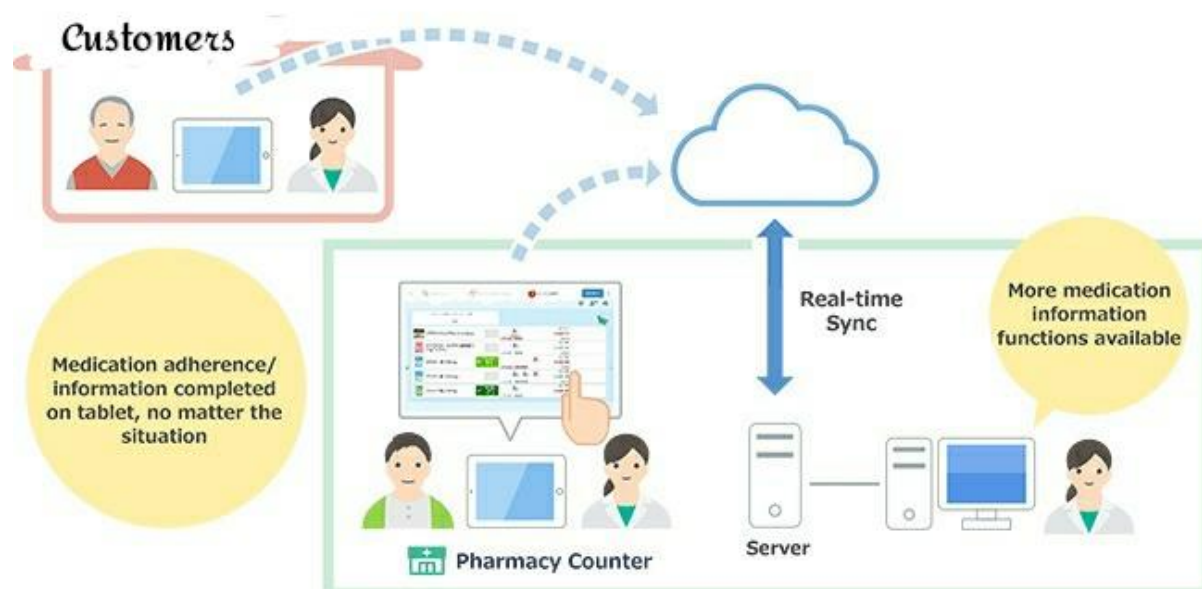 Customers
Real-time
Sync
More medication
information
functions available
Medication adherence/
information completed
on tablet, no matter the
situation
Server
Pharmacy Counter